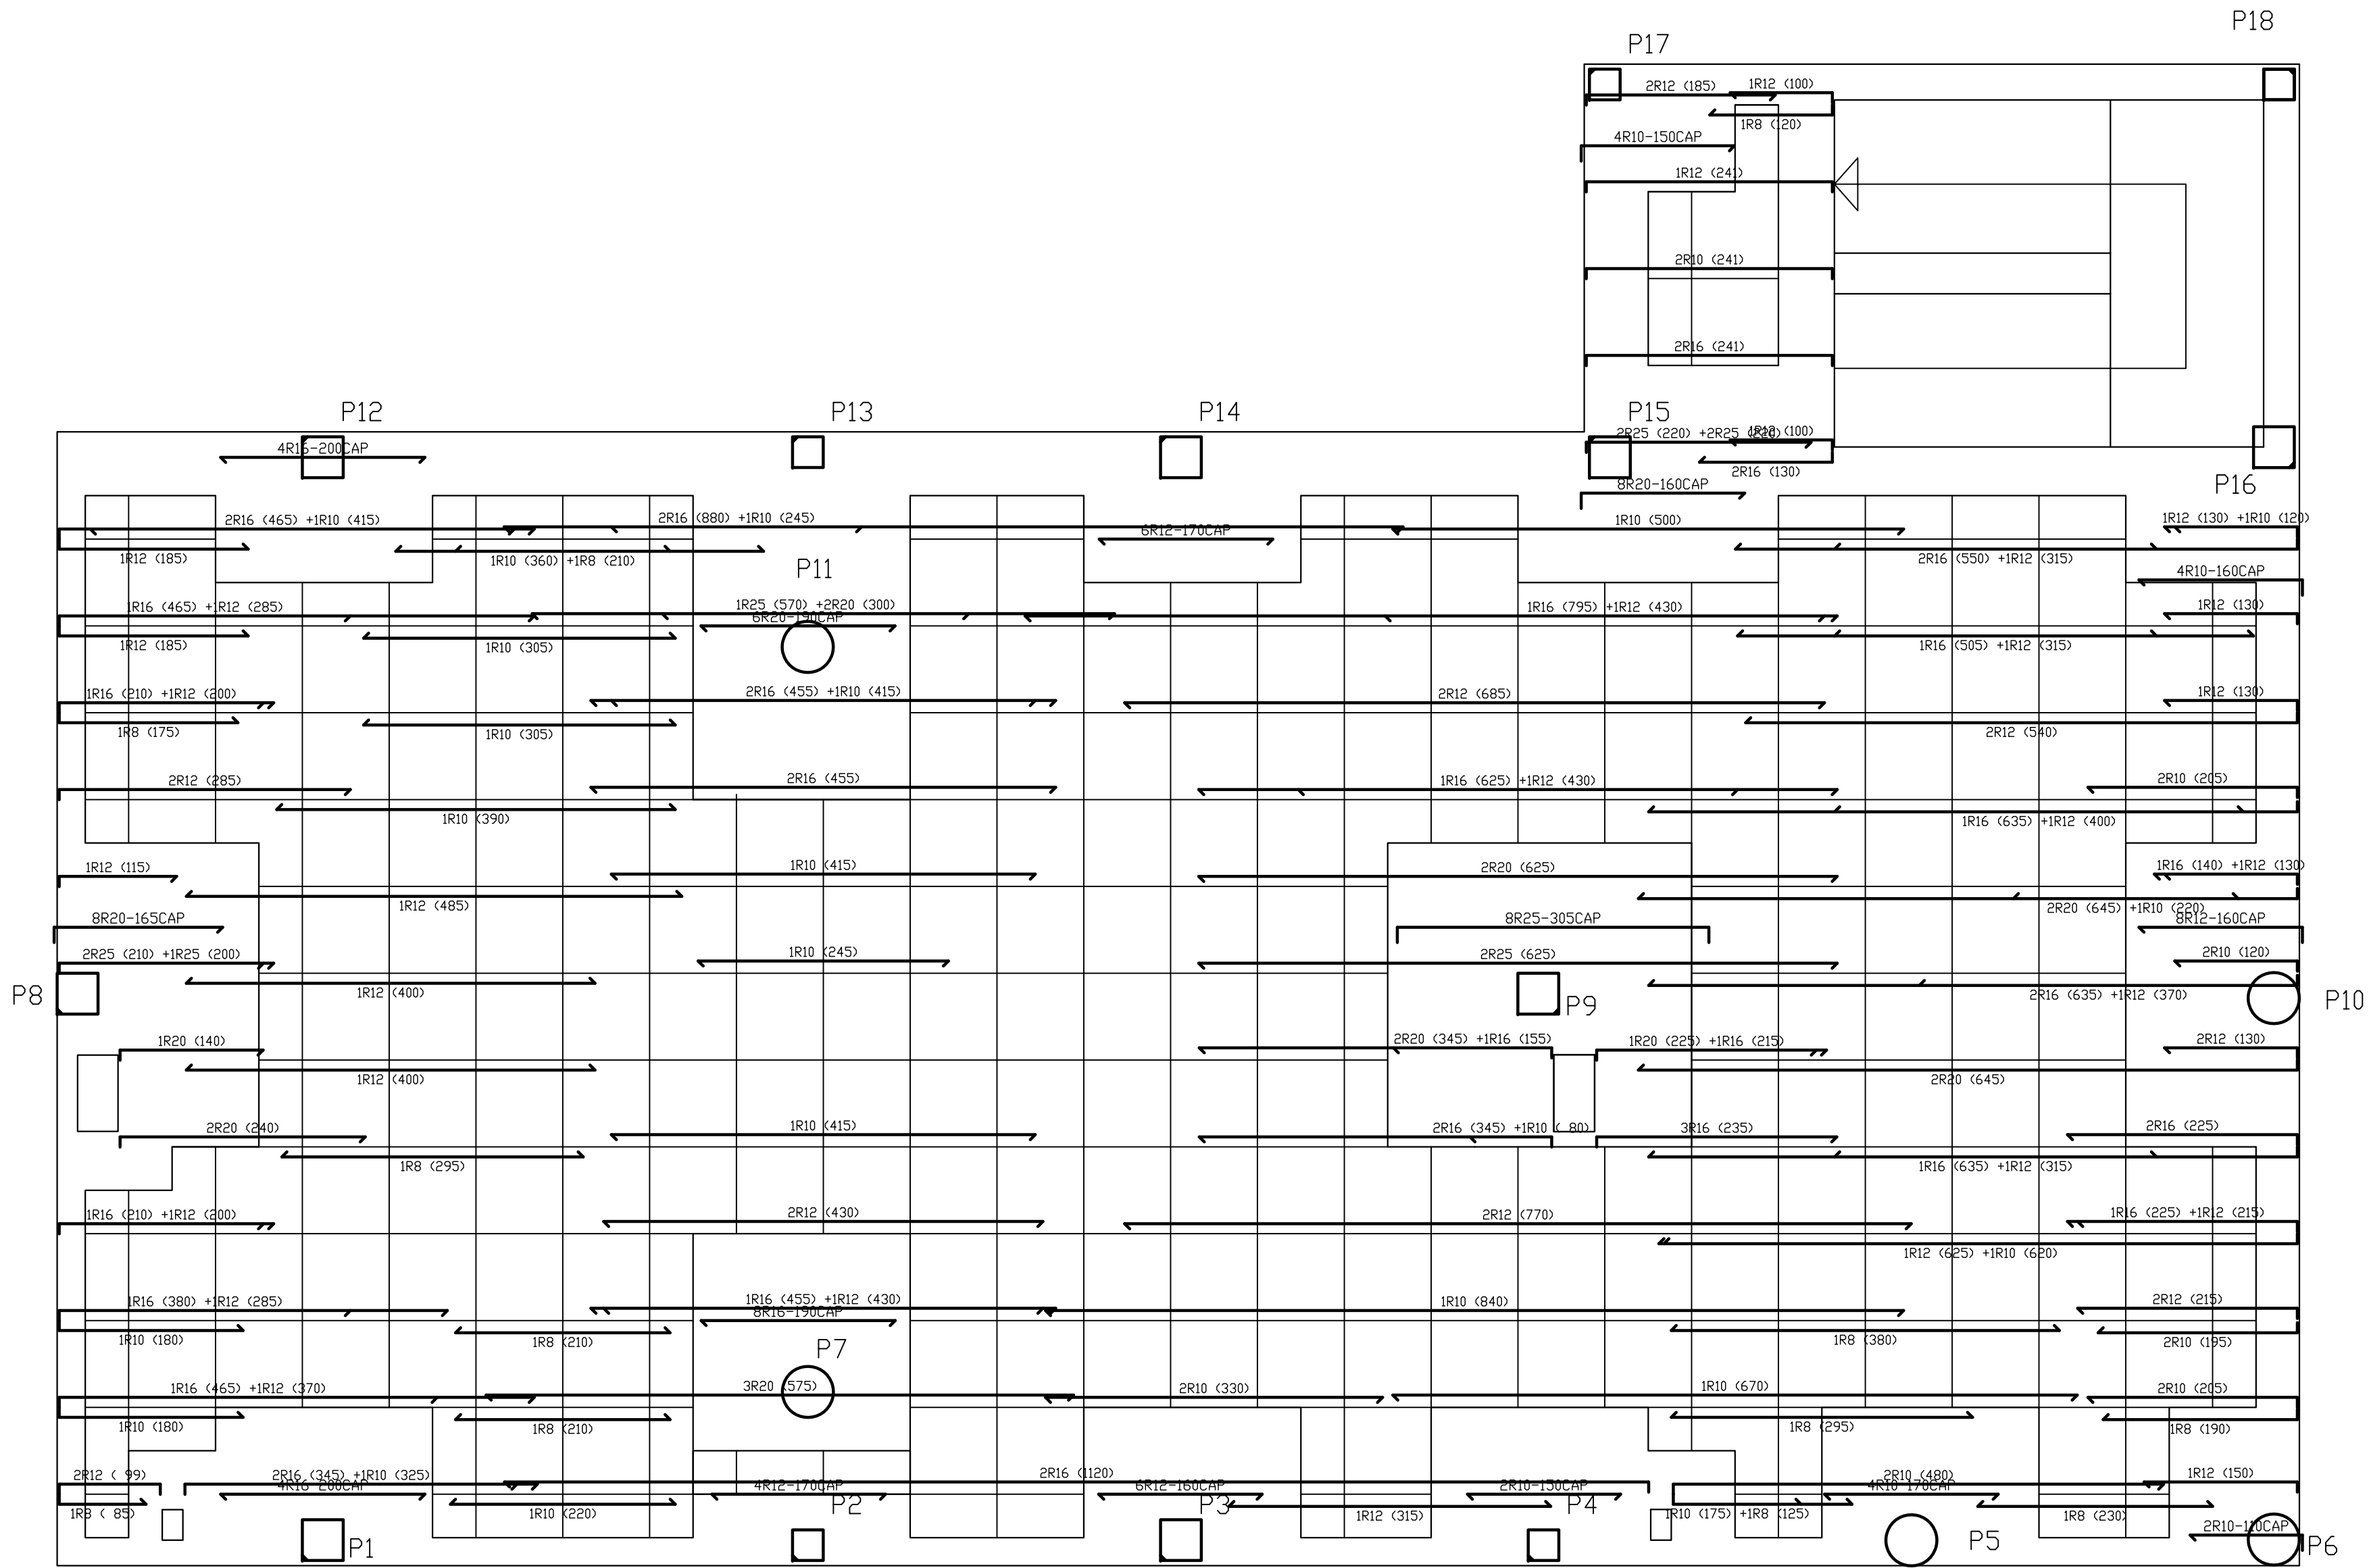 P18
P17
2R12 (185)
1R12 (100)
1R8 (120)
4R10-150CAP
1R12 (241)
2R10 (241)
2R16 (241)
P12
P13
P14
P15
2R25 (220) +2R25 (220)
1R12 (100)
4R16-200CAP
2R16 (130)
8R20-160CAP
P16
2R16 (465) +1R10 (415)
2R16 (880) +1R10 (245)
1R10 (500)
1R12 (130) +1R10 (120)
6R12-170CAP
1R12 (185)
1R10 (360) +1R8 (210)
2R16 (550) +1R12 (315)
P11
4R10-160CAP
1R16 (465) +1R12 (285)
1R25 (570) +2R20 (300)
1R16 (795) +1R12 (430)
1R12 (130)
6R20-190CAP
1R12 (185)
1R10 (305)
1R16 (505) +1R12 (315)
1R16 (210) +1R12 (200)
2R16 (455) +1R10 (415)
2R12 (685)
1R12 (130)
1R8 (175)
1R10 (305)
2R12 (540)
2R12 (285)
2R16 (455)
1R16 (625) +1R12 (430)
2R10 (205)
1R10 (390)
1R16 (635) +1R12 (400)
1R12 (115)
1R10 (415)
2R20 (625)
1R16 (140) +1R12 (130)
1R12 (485)
2R20 (645) +1R10 (220)
8R20-165CAP
8R25-305CAP
8R12-160CAP
2R25 (210) +1R25 (200)
1R10 (245)
2R25 (625)
2R10 (120)
P8
1R12 (400)
P9
2R16 (635) +1R12 (370)
P10
1R20 (140)
2R20 (345) +1R16 (155)
1R20 (225) +1R16 (215)
2R12 (130)
1R12 (400)
2R20 (645)
2R20 (240)
1R10 (415)
2R16 (345) +1R10 ( 80)
3R16 (235)
2R16 (225)
1R8 (295)
1R16 (635) +1R12 (315)
1R16 (210) +1R12 (200)
2R12 (430)
2R12 (770)
1R16 (225) +1R12 (215)
1R12 (625) +1R10 (620)
1R16 (380) +1R12 (285)
1R16 (455) +1R12 (430)
1R10 (840)
2R12 (215)
8R16-190CAP
1R10 (180)
1R8 (210)
1R8 (380)
2R10 (195)
P7
1R16 (465) +1R12 (370)
3R20 (575)
2R10 (330)
1R10 (670)
2R10 (205)
1R10 (180)
1R8 (210)
1R8 (295)
1R8 (190)
2R12 ( 99)
2R16 (345) +1R10 (325)
2R16 (1120)
2R10 (480)
1R12 (150)
4R16-200CAP
4R12-170CAP
6R12-160CAP
2R10-150CAP
4R10-170CAP
1R8 ( 85)
1R10 (220)
P2
P3
1R12 (315)
P4
1R10 (175) +1R8 (125)
1R8 (230)
2R10-110CAP
P1
P5
P6